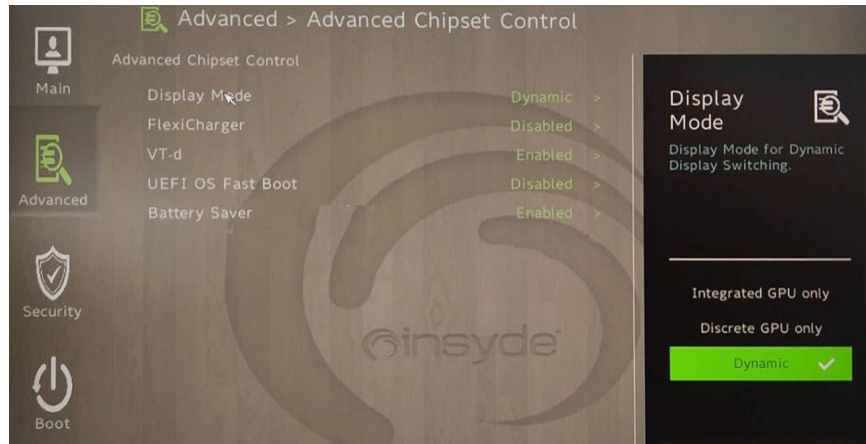 Advanced > Advanced Chipset Control
Main
Advanced
Security
Boot
Advanced Chipset Control
Display Mode Dynamic >
FlexiCharger Disabled >
VT-d Enabled >
UEFI OS Fast Boot Disabled >
Battery Saver Enabled >
insyde
Display
Mode
Display Mode for Dynamic
Display Switching.
Integrated GPU only
Discrete GPU only
Dynamic